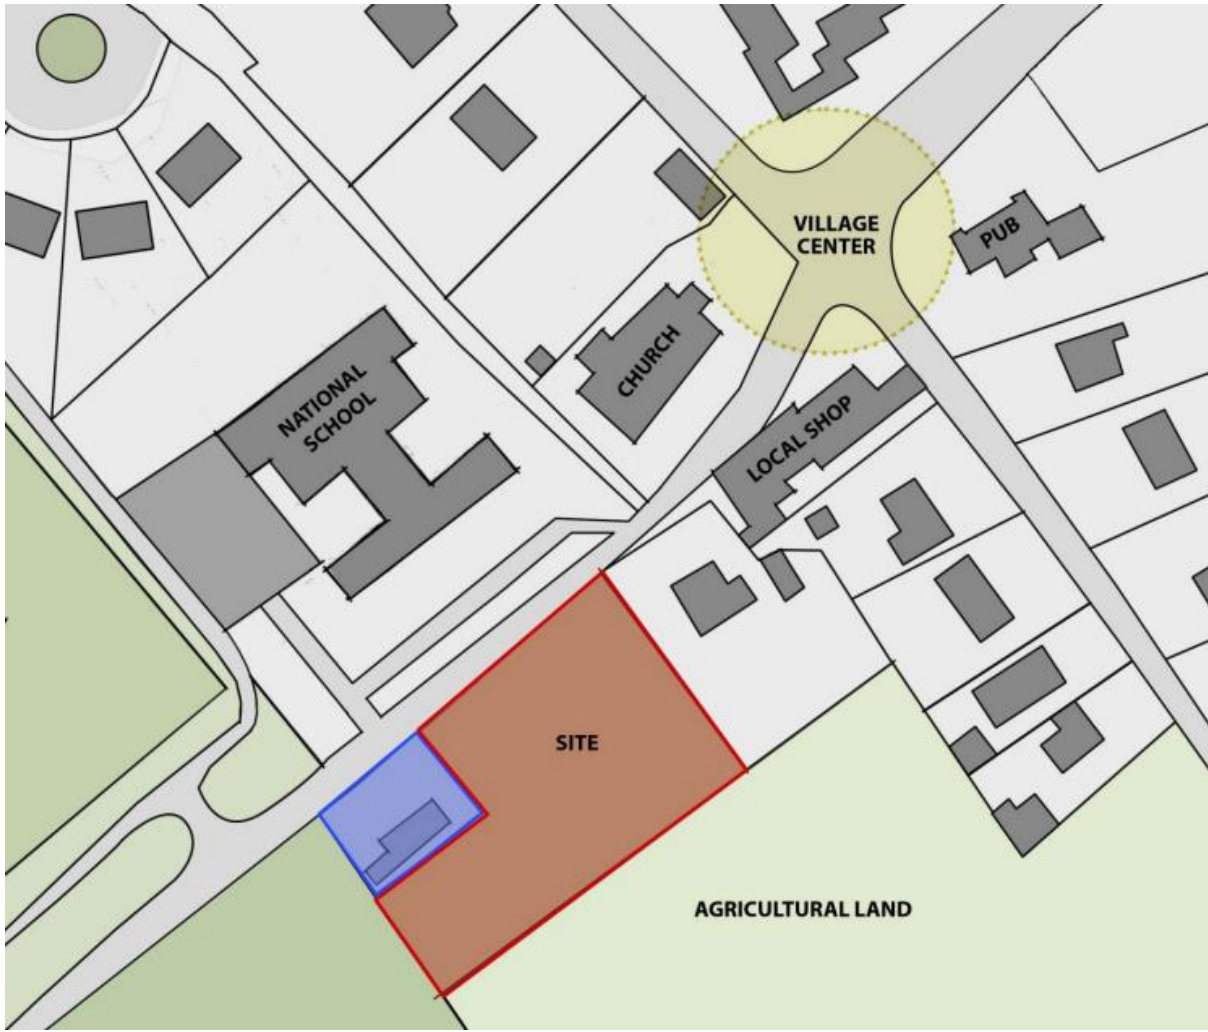 VILLAGE
CENTER
PUB
CHURCH
NATIONAL
SCHOOL
LOCAL SHOP
SITE
AGRICULTURAL LAND